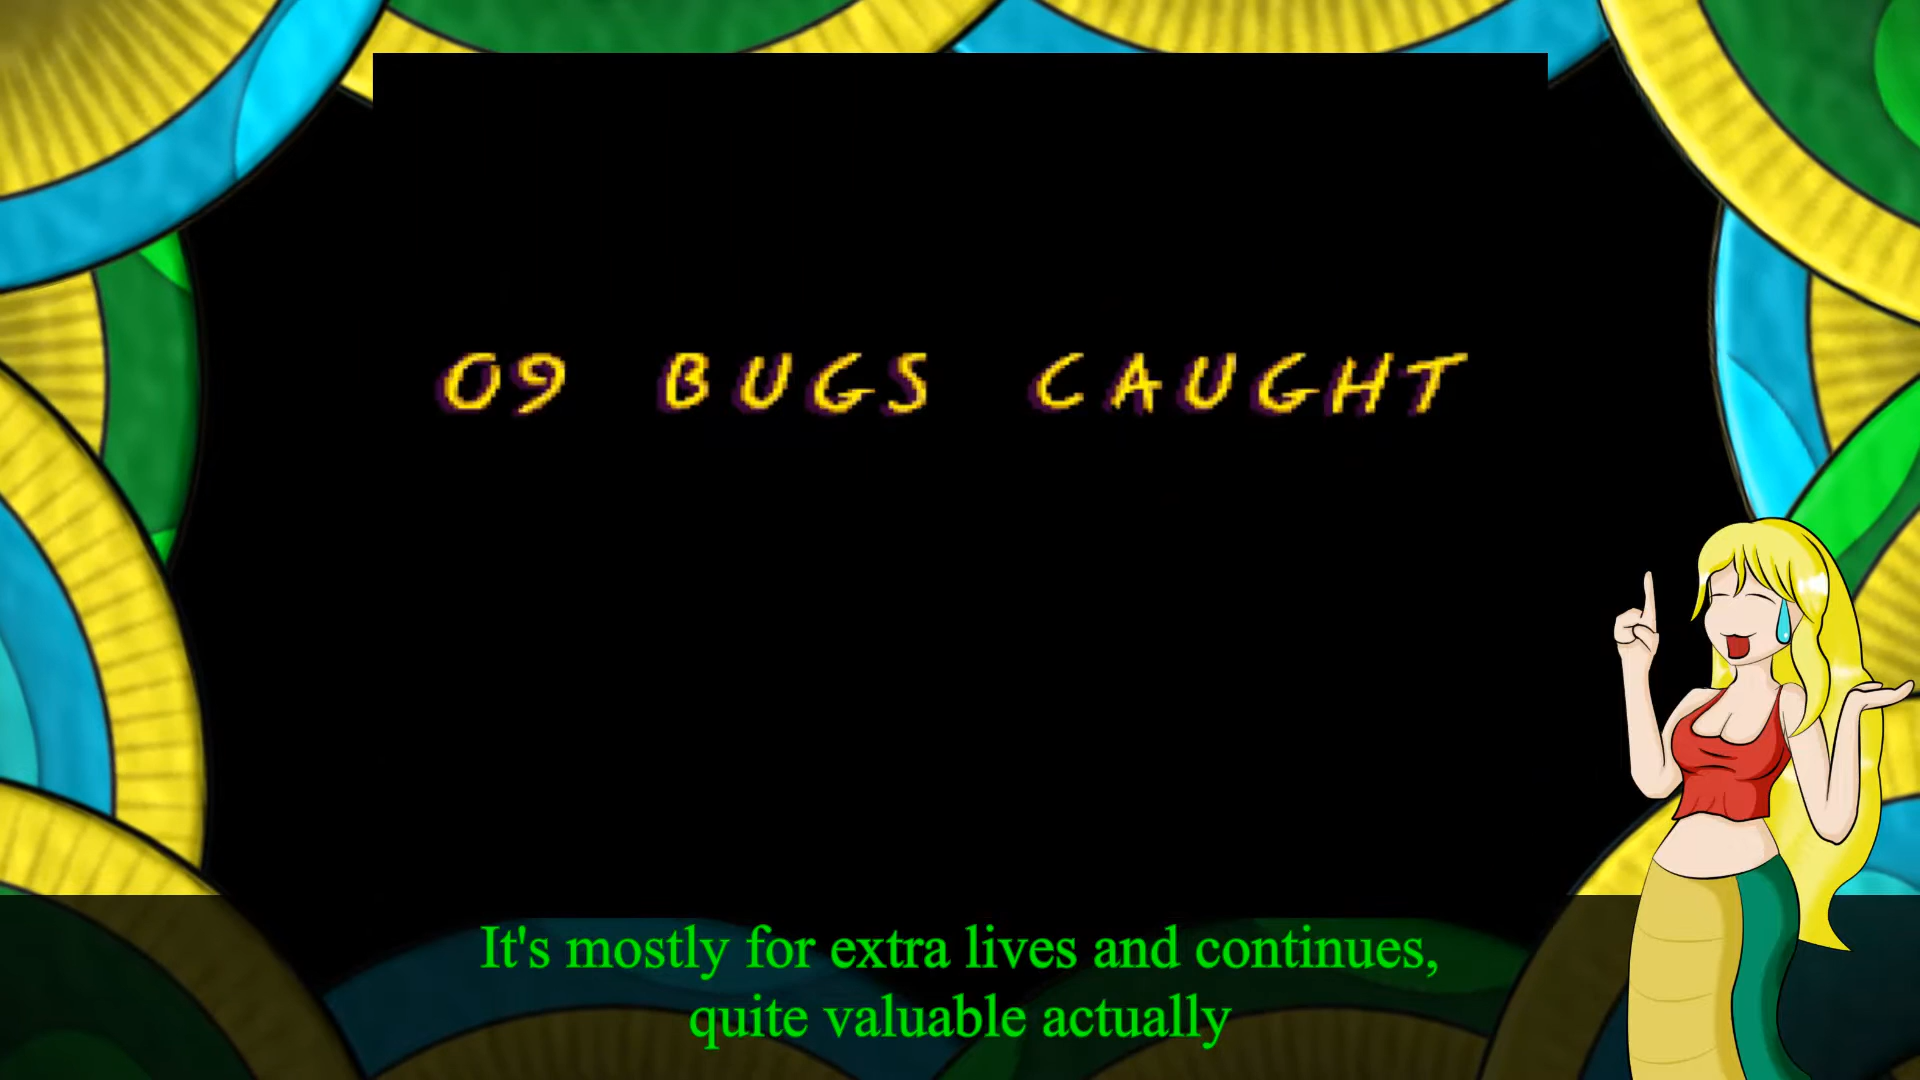 09 BUGS CAUGHT
It's mostly for extra lives and continues,
quite valuable actually